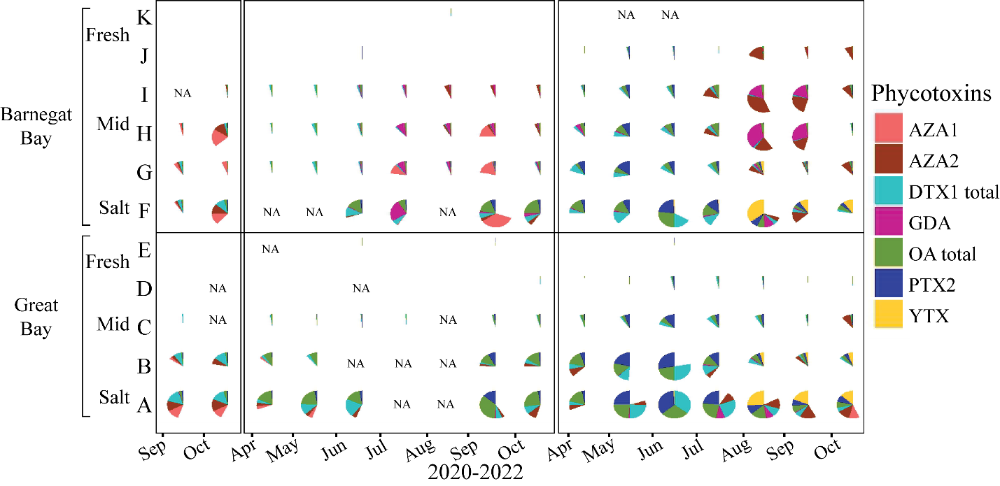 K
NA
NA
Fresh
J
Phycotoxins
I
NA
AZA1
Barnegat
Bay
Mid
H
AZA2
G
DTX1 total
Salt
F
NA
NA
NA
GDA
E
NA
OA total
Fresh
D
NA
NA
PTX2
Great
Bay
Mid
C
NA
NA
YTX
B
NA
NA
NA
Salt
A
NA
NA
Sep Oct Apr May Jun Jul Aug Sep Oct Apr May Jun Jul Aug Sep Oct
2020-2022